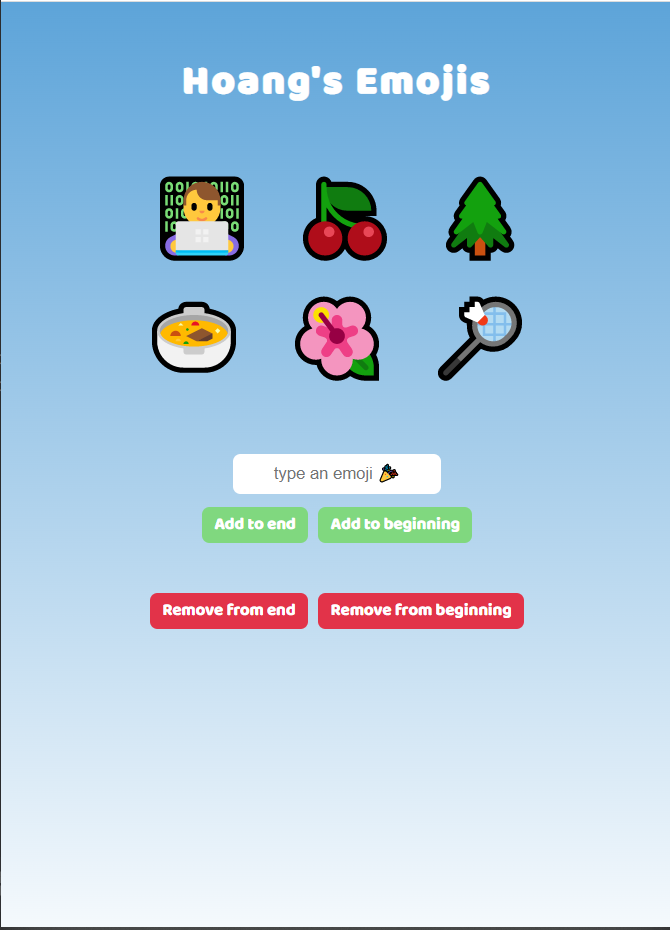 Hoang's Emojis
type an emoji 🎉
Add to end
Add to beginning
Remove from end
Remove from beginning